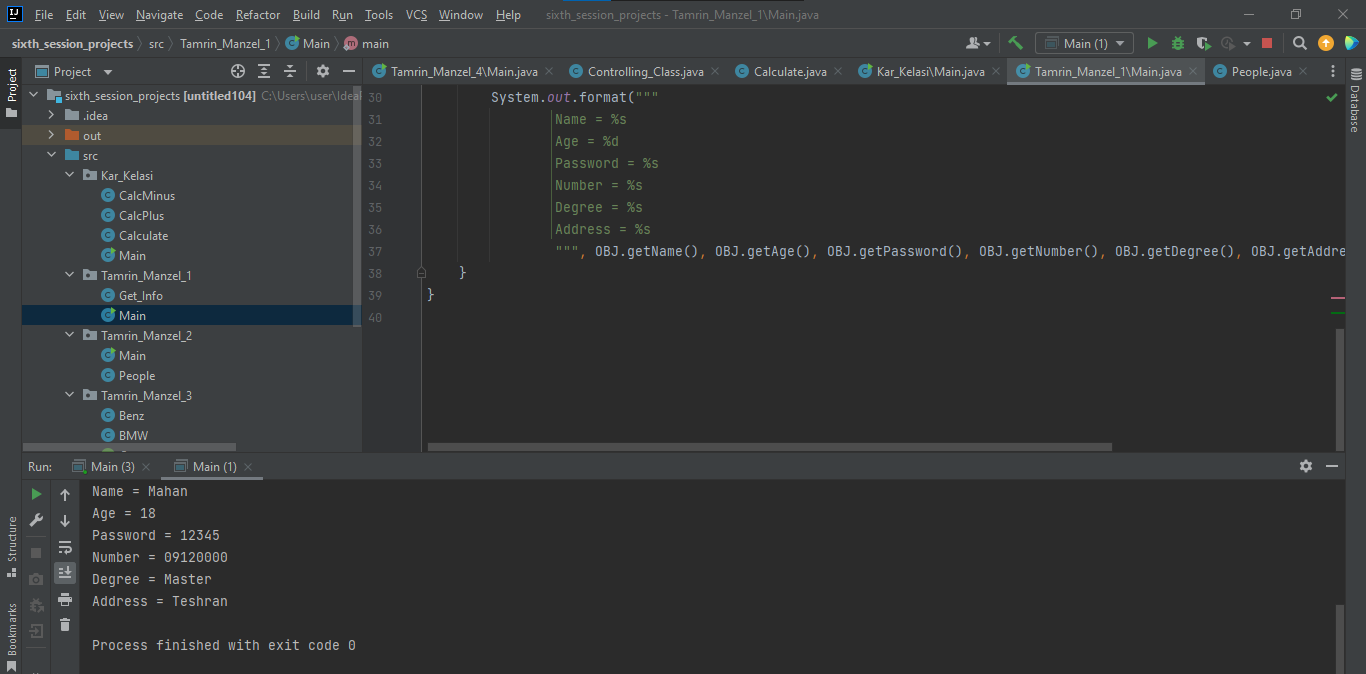 File Edit View Navigate Code Refactor Build Run Tools VCS Window Help sixth_session_projects - Tamrin_Manzel_1\Main.java
sixth_session_projects src Tamrin_Manzel_1 Main main Main (1)
Project
Project
Tamrin_Manzel_4\Main.java Controlling_Class.java Calculate.java Kar_Kelasi\Main.java Tamrin_Manzel_1\Main.java People.java
sixth_session_projects [untitled104] C:\Users\user\Ideal
.idea
out
src
Kar_Kelasi
CalcMinus
CalcPlus
Calculate
Main
Tamrin_Manzel_1
Get_Info
Main
Tamrin_Manzel_2
Main
People
Tamrin_Manzel_3
Benz
BMW
30 System.out.format("""
31 Name = %s
32 Age = %d
33 Password = %s
34 Number = %s
35 Degree = %s
36 Address = %s
37 """, OBJ.getName(), OBJ.getAge(), OBJ.getPassword(), OBJ.getNumber(), OBJ.getDegree(), OBJ.getAddre
38 }
39 }
40
Database
Run: Main (3) Main (1)
Name = Mahan
Age = 18
Password = 12345
Number = 09120000
Degree = Master
Address = Teshran
Process finished with exit code 0
Structure
Bookmarks